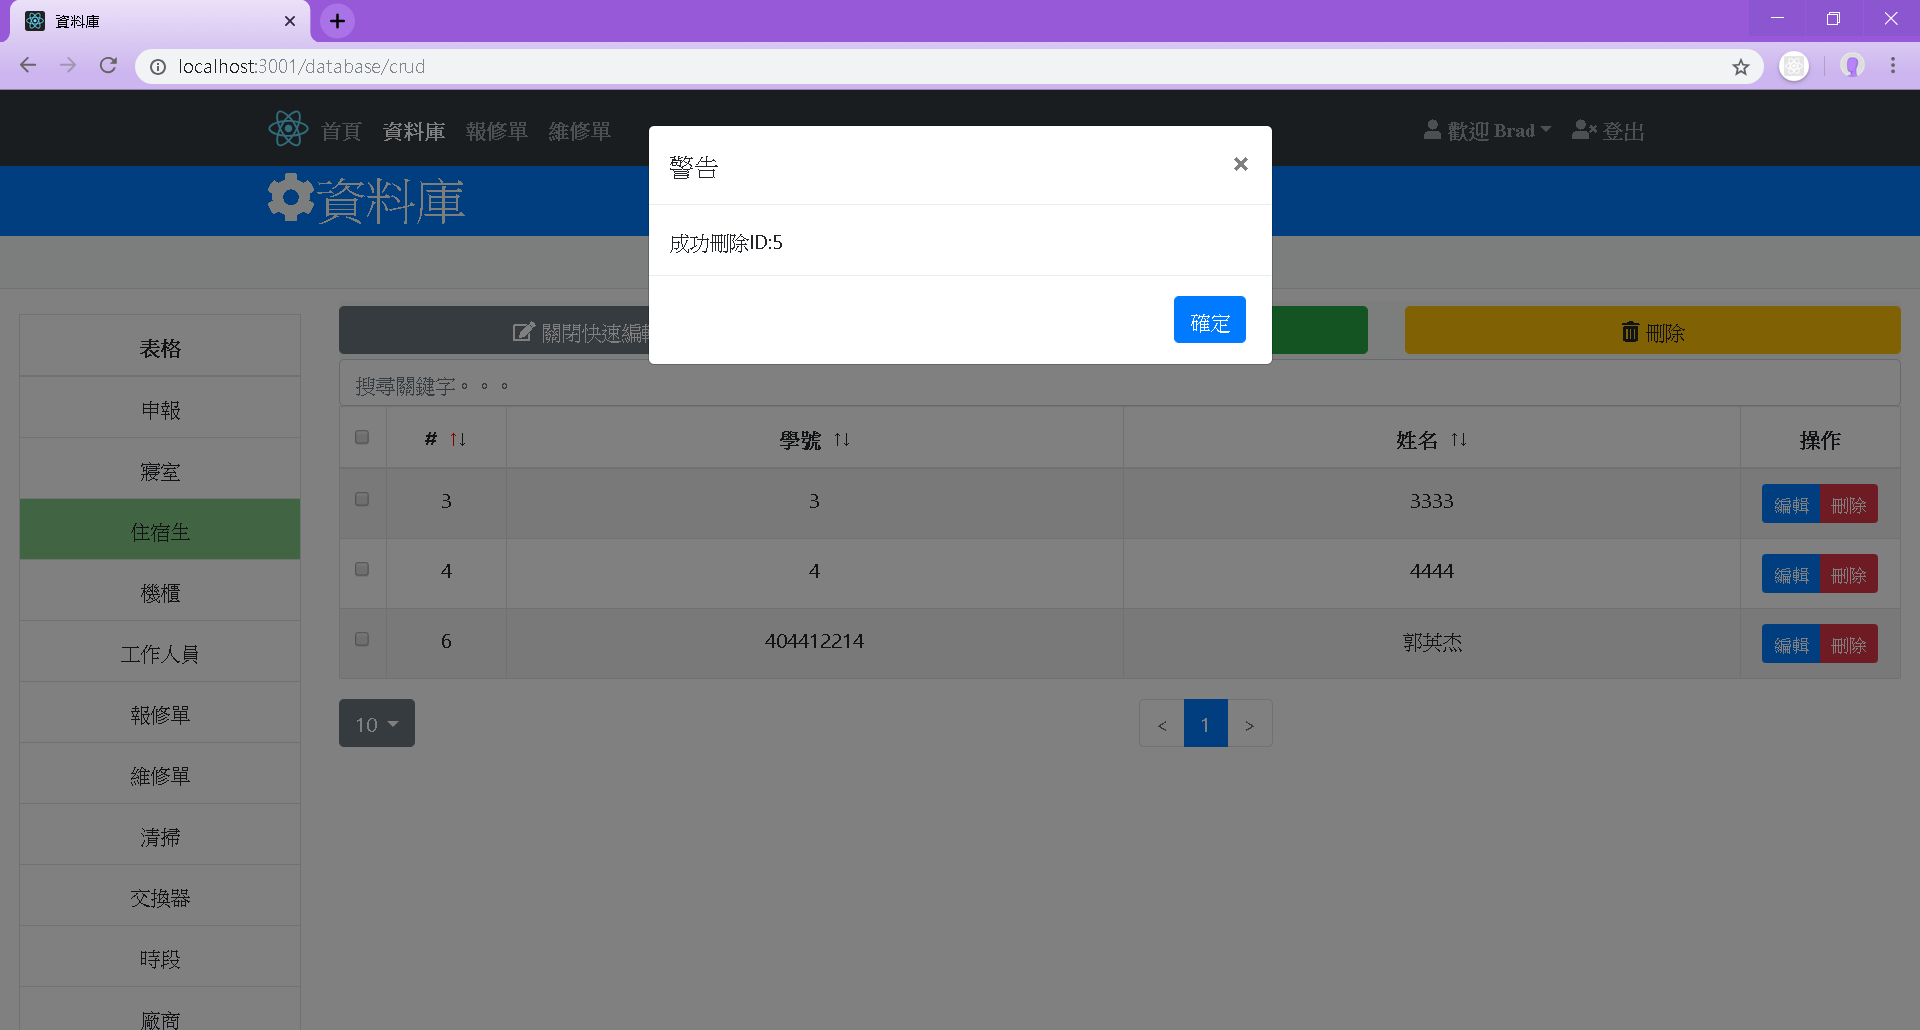 資料庫
localhost:3001/database/crud
首頁 資料庫 報修單 維修單
歡迎 Brad 登出
資料庫
警告 ×
成功刪除ID:5
確定
關閉快速編
刪除
搜尋關鍵字。。。
表格
申報
寢室
住宿生
機櫃
工作人員
報修單
維修單
清掃
交換器
時段
廠商
# ↑↓ 學號 ↑↓ 姓名 ↑↓ 操作
3 3 3333 編輯 刪除
4 4 4444 編輯 刪除
6 404412214 郭英杰 編輯 刪除
10
< 1 >